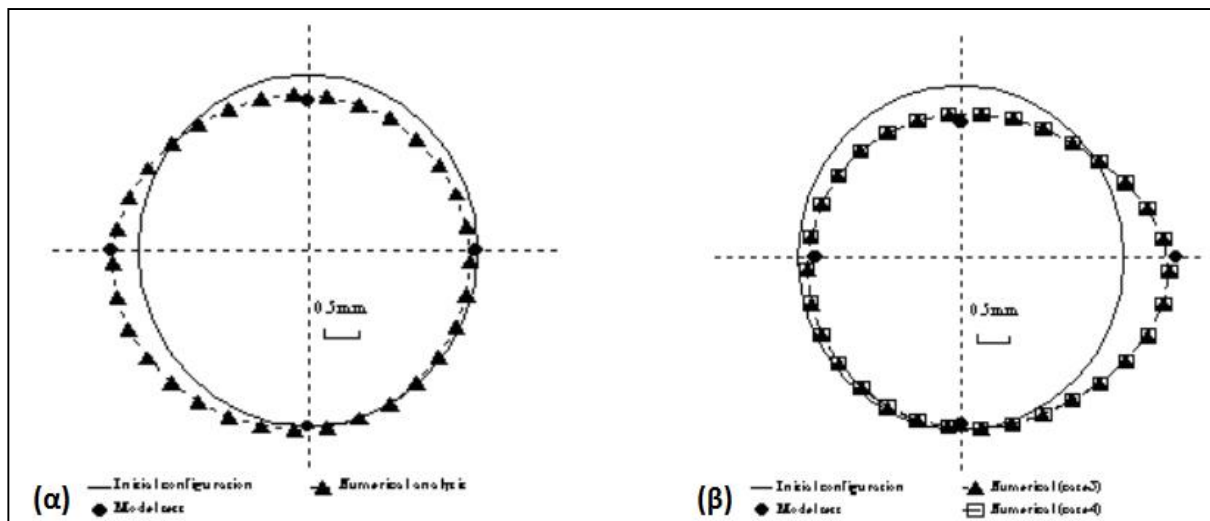 0.5mm
0.5mm
(α)
Initial configuration
Numerical analysis
Model test
(β)
Initial configuration
Numerical (case3)
Model test
Numerical (case4)